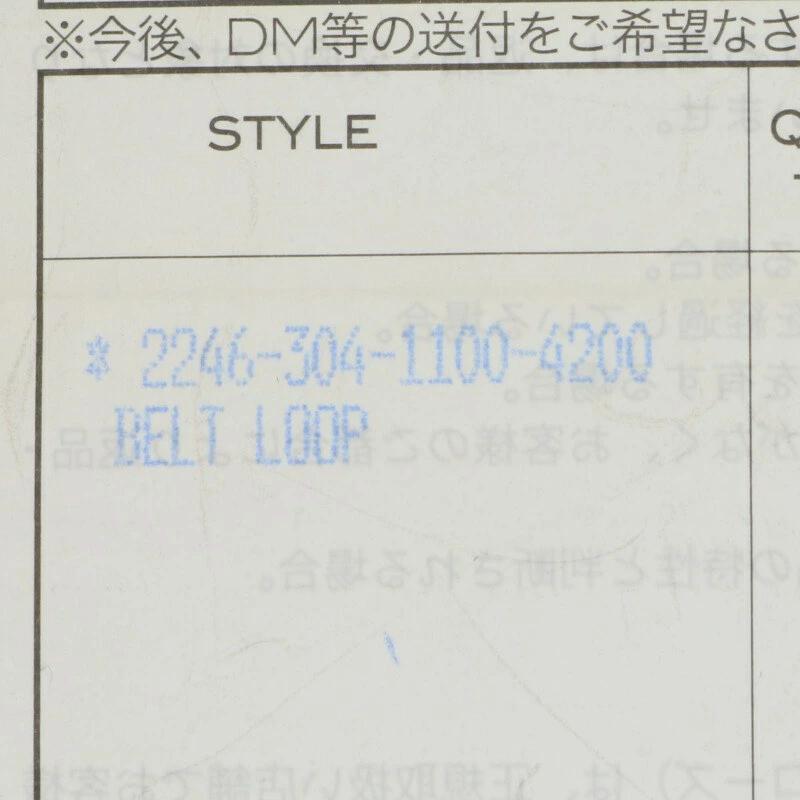 ※今後、DM等の送付をご希望なさ
STYLE
Q
* 2246-304-1100-4200
BELT LOOP